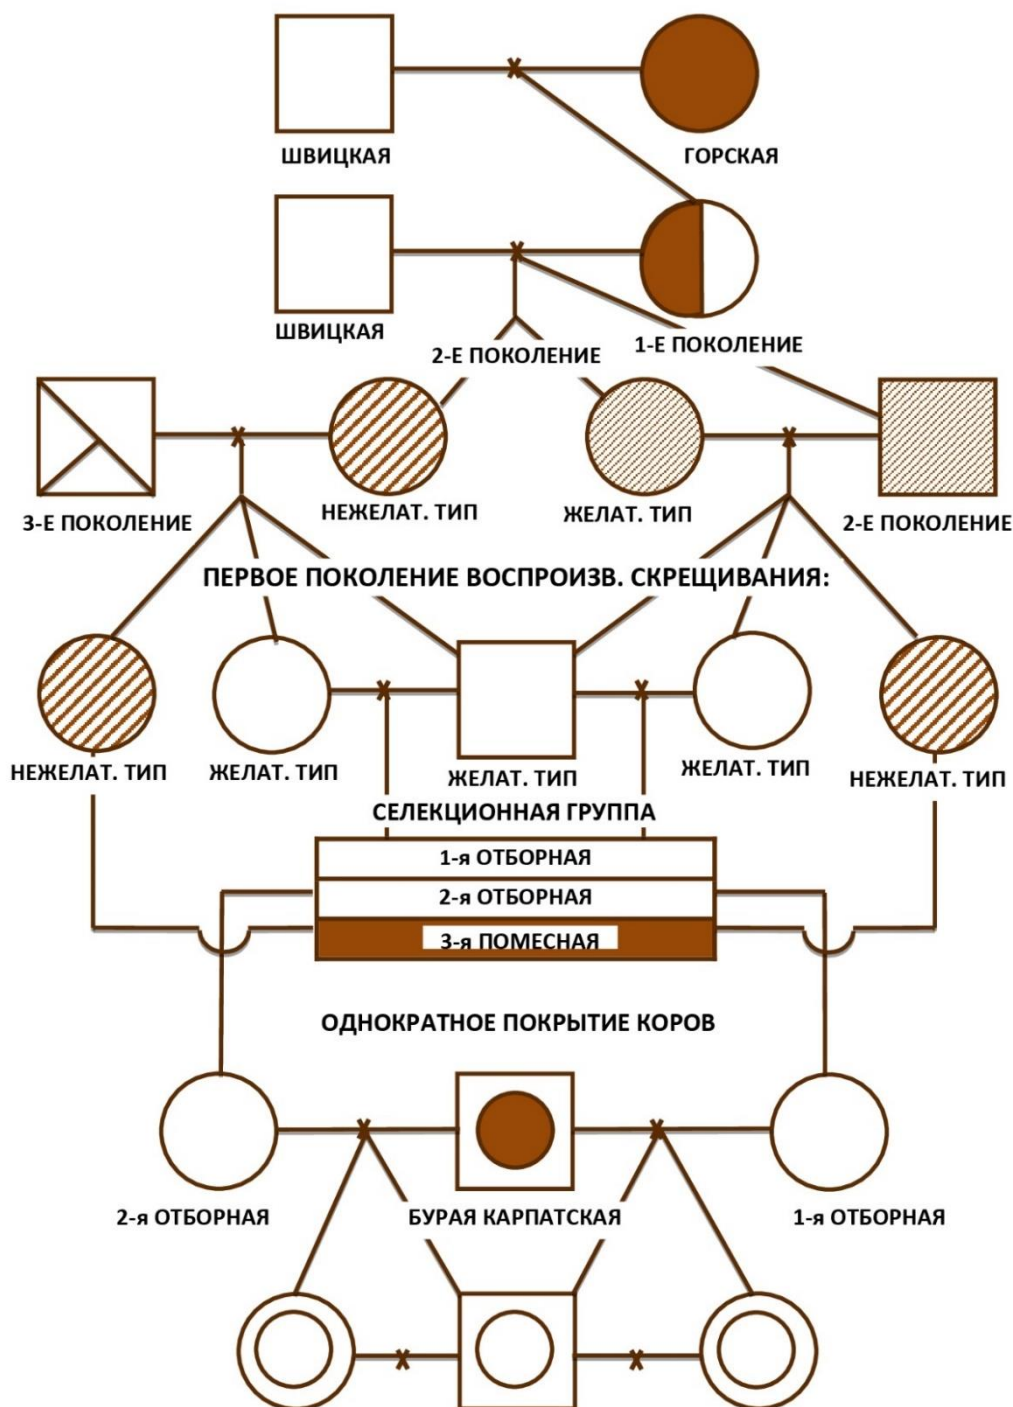 ШВИЦКАЯ
ГОРСКАЯ
ШВИЦКАЯ
2-Е ПОКОЛЕНИЕ
1-Е ПОКОЛЕНИЕ
3-Е ПОКОЛЕНИЕ
НЕЖЕЛАТ. ТИП
ЖЕЛАТ. ТИП
2-Е ПОКОЛЕНИЕ
ПЕРВОЕ ПОКОЛЕНИЕ ВОСПРОИЗВ. СКРЕЩИВАНИЯ:
НЕЖЕЛАТ. ТИП
ЖЕЛАТ. ТИП
ЖЕЛАТ. ТИП
ЖЕЛАТ. ТИП
НЕЖЕЛАТ. ТИП
СЕЛЕКЦИОННАЯ ГРУППА
1-я ОТБОРНАЯ
2-я ОТБОРНАЯ
3-я ПОМЕСНАЯ
ОДНОКРАТНОЕ ПОКРЫТИЕ КОРОВ
2-я ОТБОРНАЯ
БУРАЯ КАРПАТСКАЯ
1-я ОТБОРНАЯ